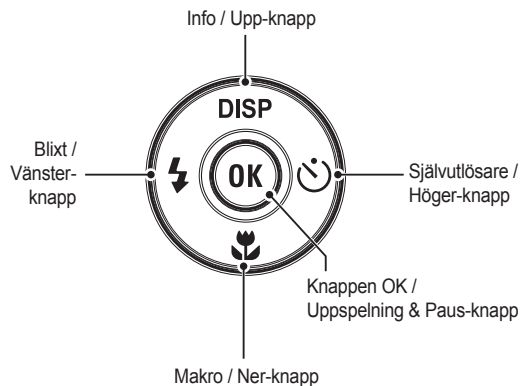 Info / Upp-knapp
DISP
Blixt /
Vänster-
knapp
OK
Självutlösare /
Höger-knapp
Knappen OK /
Uppspelning & Paus-knapp
Makro / Ner-knapp